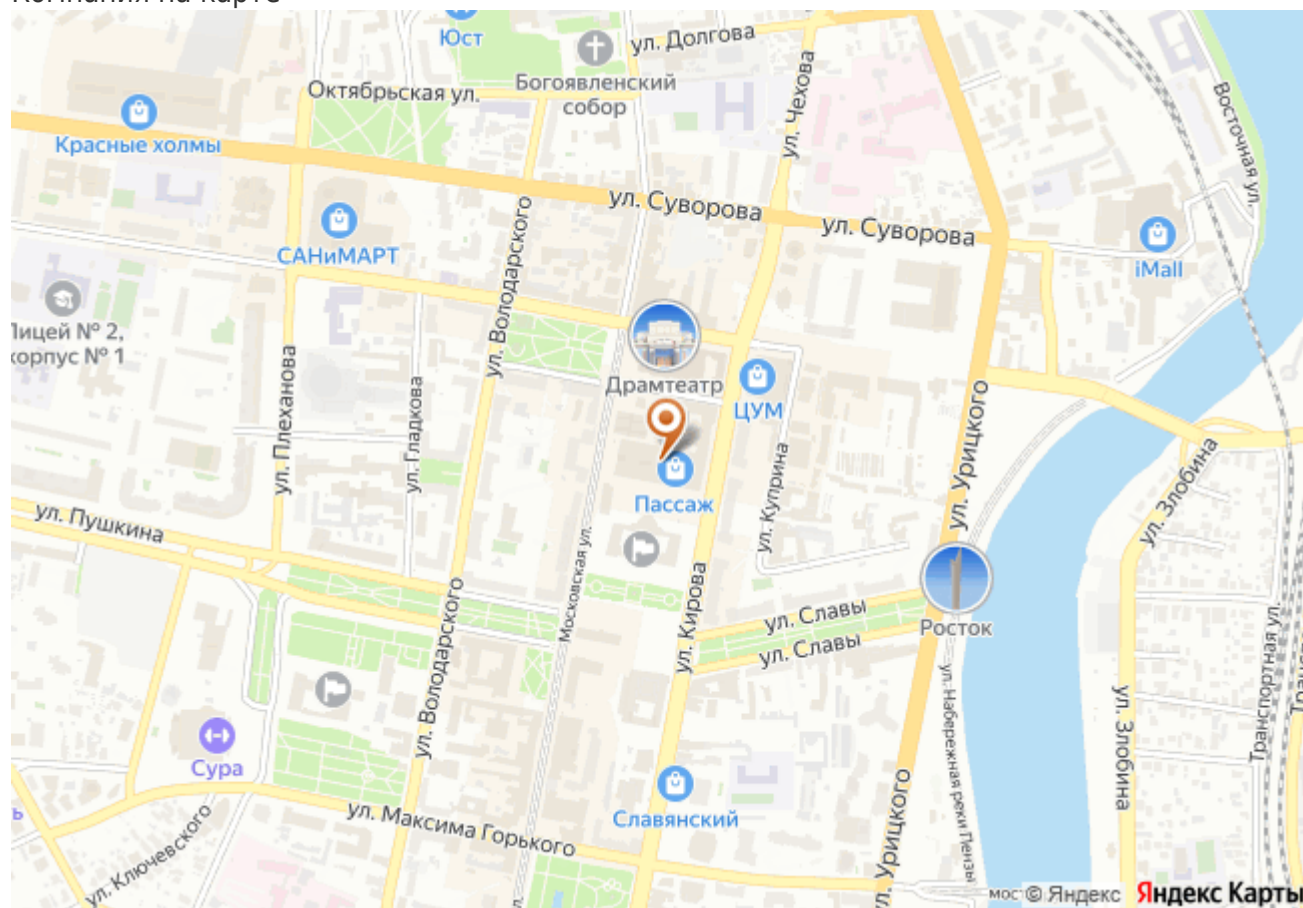 Компания на карте
Юст
ул. Долгова
Богоявленский
собор
Октябрьская ул.
ул. Чехова
Восточная ул.
Красные холмы
ул. Суворова
ул. Суворова
САНиМАРТ
iMall
ул. Володарского
Лицей № 2,
корпус № 1
Драмтеатр
ЦУМ
ул. Плеханова
ул. Гладкова
ул. Урицкого
ул. Куприна
ул. Злобина
Пассаж
ул. Пушкина
Московская ул.
ул. Кирова
ул. Славы
ул. Славы
Росток
ул. Володарского
ул. Набережная реки Пензы
ул. Злобина
Транспортная ул.
Сура
Славянский
ул. Максима Горького
ул. Урицкого
ул. Ключевского
© Яндекс
Яндекс Карты